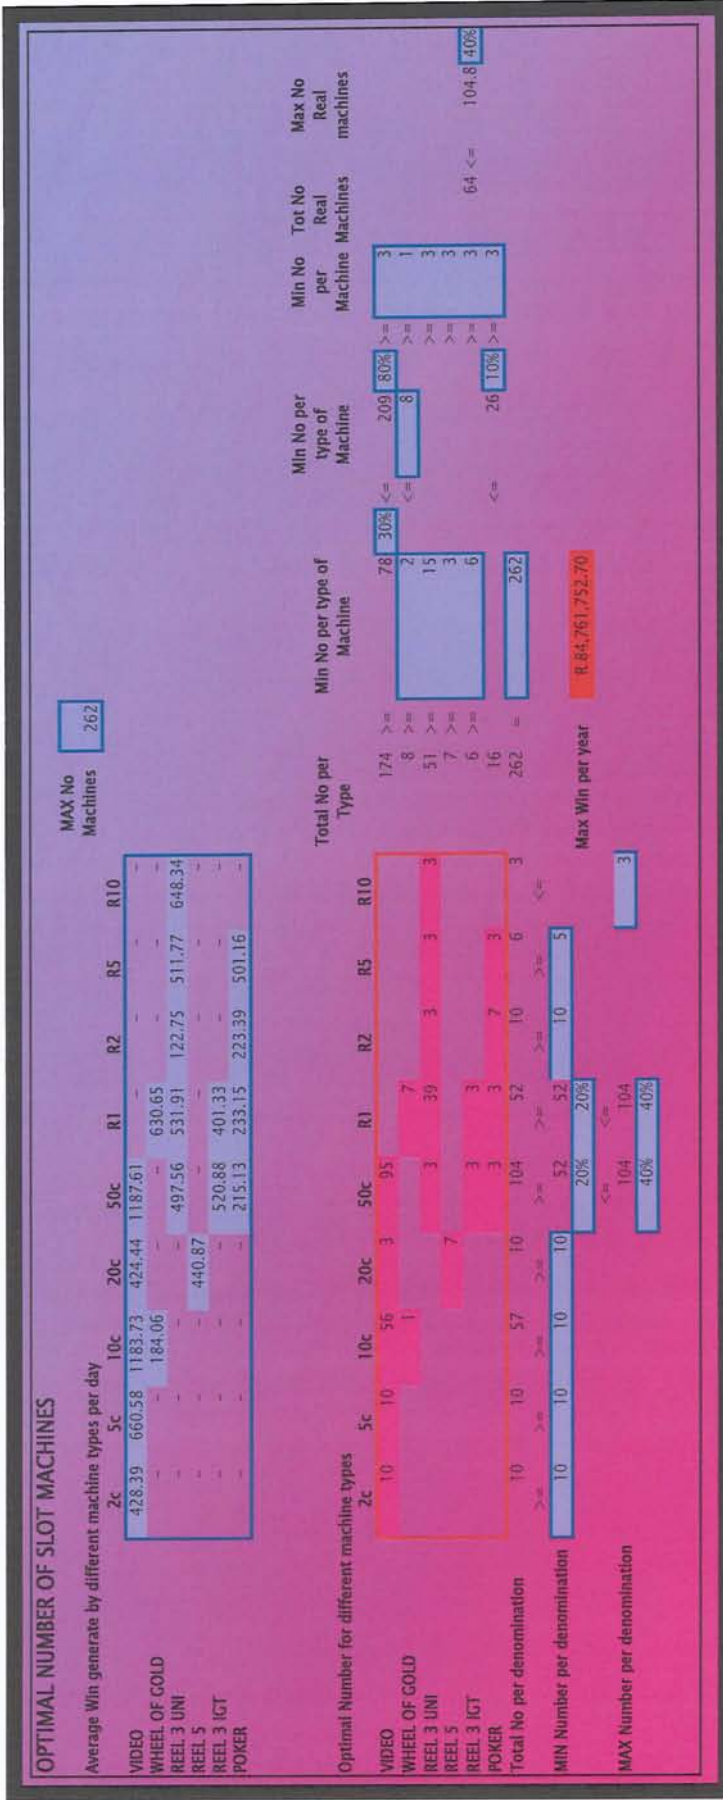 OPTIMAL NUMBER OF SLOT MACHINES
MAX No
Machines 262
Average Win generate by different machine types per day
2c 5c 10c 20c 50c R1 R2 R5 R10
VIDEO 428.39 660.58 1183.73 424.44 1187.61 - - - -
WHEEL OF GOLD - - 184.06 - - 630.65 - - -
REEL 3 UNI - - - - 497.56 531.91 122.75 511.77 648.34
REEL 5 - - - 440.87 - - - - -
REEL 3 IGT - - - - 520.88 401.33 - - -
POKER - - - - 215.13 233.15 223.39 501.16 -
Optimal Number for different machine types
Total No per Type
Min No per type of Machine
Min No per type of Machine
Min No per Machine
Tot No Real Machines
Max No Real machines
2c 5c 10c 20c 50c R1 R2 R5 R10
VIDEO 10 10 56 3 95 174 >= 78 30% <= 209 80% >= 3
WHEEL OF GOLD 1 7 8 >= 2 <= 8 >= 1
REEL 3 UNI 3 39 3 3 3 51 >= 15 >= 3
REEL 5 7 7 >= 3 >= 3
REEL 3 IGT 3 3 6 >= 6 >= 3 64 <= 104.8 40%
POKER 3 3 7 3 16 <= 26 10% >= 3
Total No per denomination 10 10 57 10 104 52 10 6 3 262 = 262
>= >= >= >= >= >= >= >= <=
MIN Number per denomination 10 10 10 10 52 52 10 5
20% 20%
Max Win per year R 84,761,752.70
<= <=
MAX Number per denomination 104 104 3
40% 40%